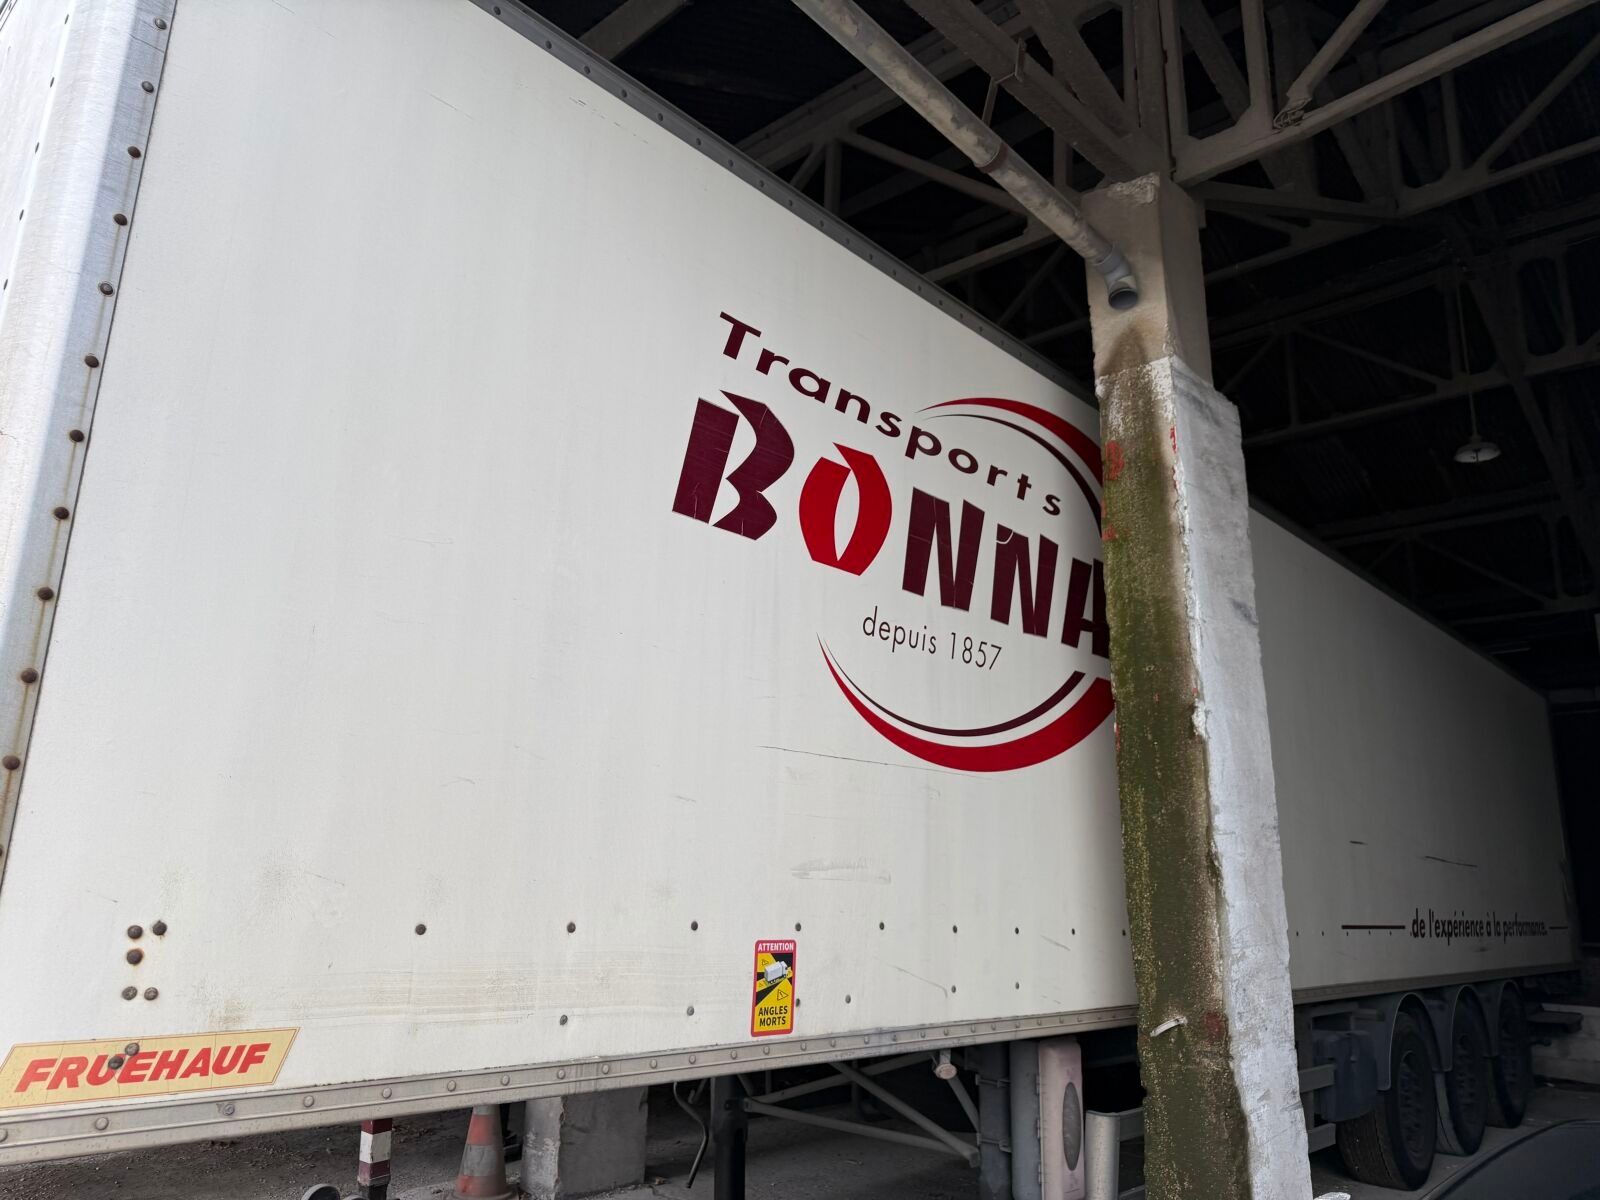 Transports
BONNA
depuis 1857
de l'expérience à la performance.
ATTENTION
ANGLES
MORTS
FRUEHAUF